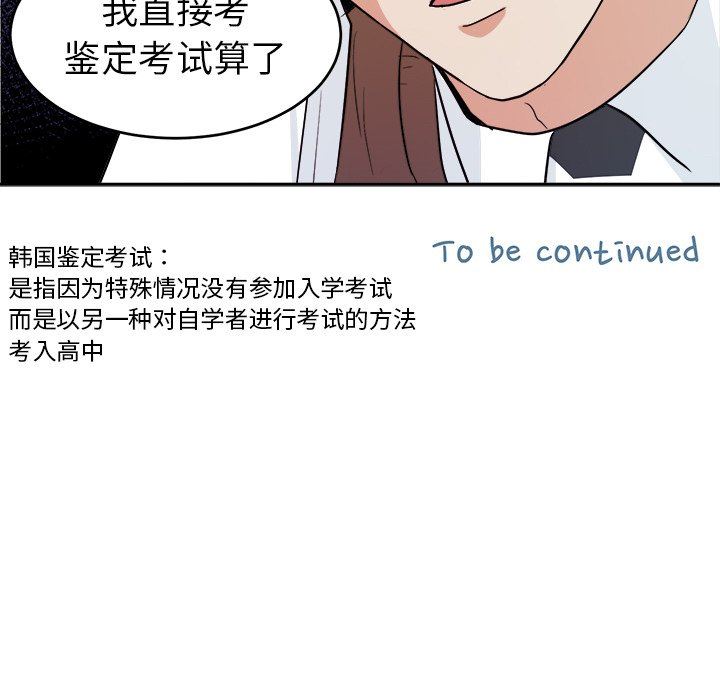 我直接考
鉴定考试算了
To be continued
韩国鉴定考试：
是指因为特殊情况没有参加入学考试
而是以另一种对自学者进行考试的方法
考入高中